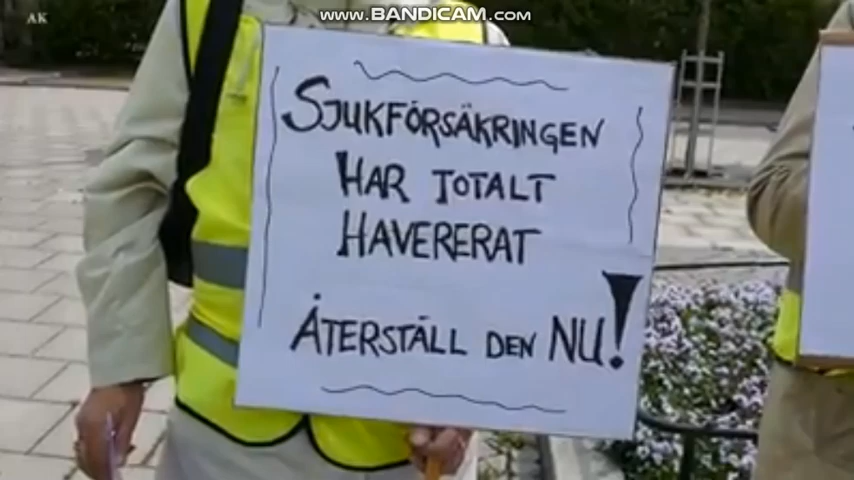 www.BANDICAM.com
AK
SJUKFÖRSÄKRINGEN
HAR TOTALT
HAVERERAT
ÅTERSTÄLL DEN NU!